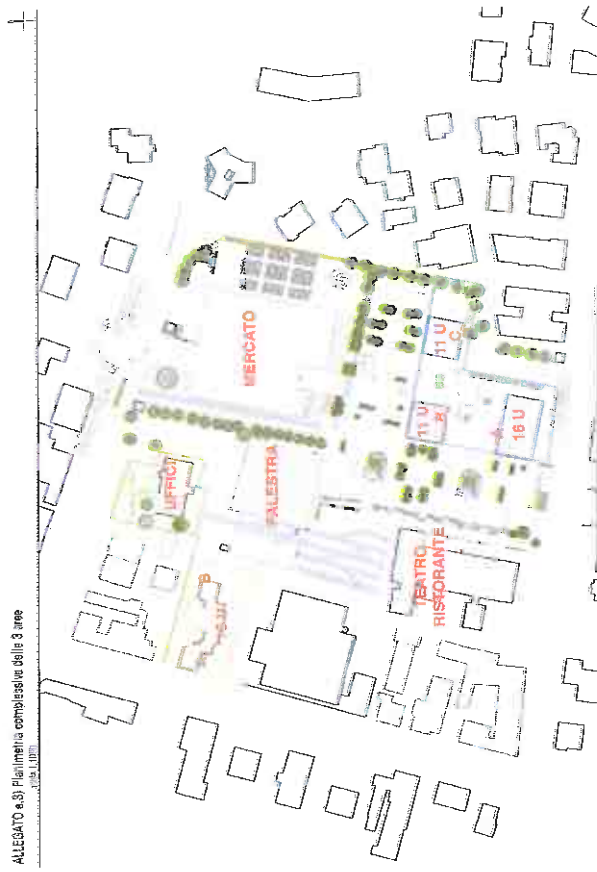 ALLEGATO e.3) Planimetria complessiva delle 3 aree
UFFICI
MERCATO
PALESTRA
TEATRO
RISTORANTE
11 U
11 U
C
16 U
B